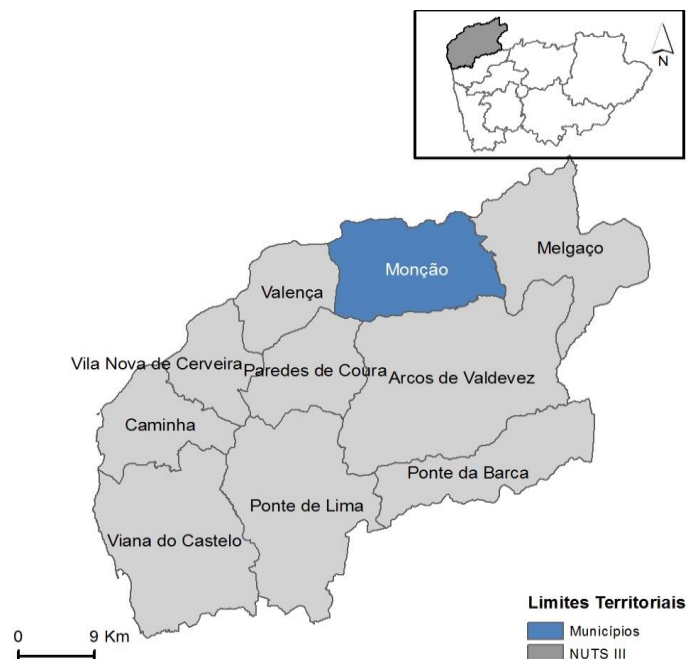 N
Melgaço
Monção
Valença
Vila Nova de Cerveira
Paredes de Coura
Arcos de Valdevez
Caminha
Ponte da Barca
Ponte de Lima
Viana do Castelo
Limites Territoriais
Municípios
NUTS III
0 9 Km